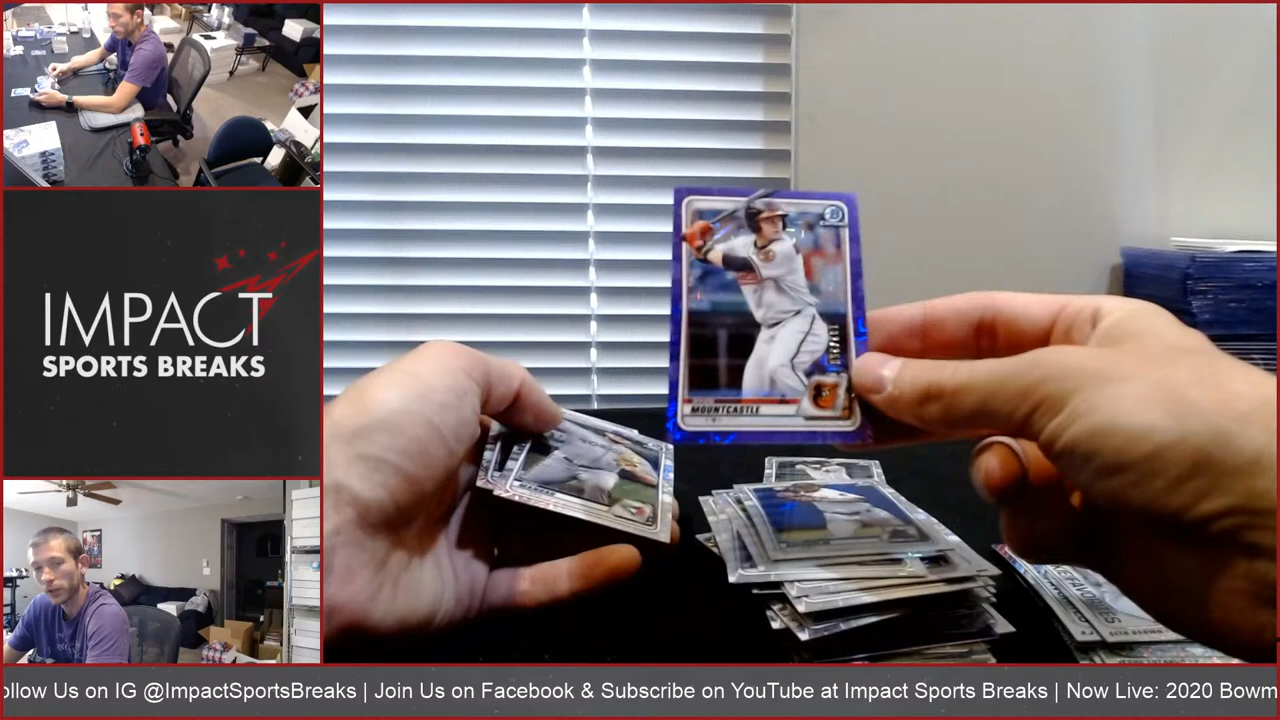 IMPACT
SPORTS BREAKS
MOUNTCASTLE
ollow Us on IG @ImpactSportsBreaks | Join Us on Facebook & Subscribe on YouTube at Impact Sports Breaks | Now Live: 2020 Bowm